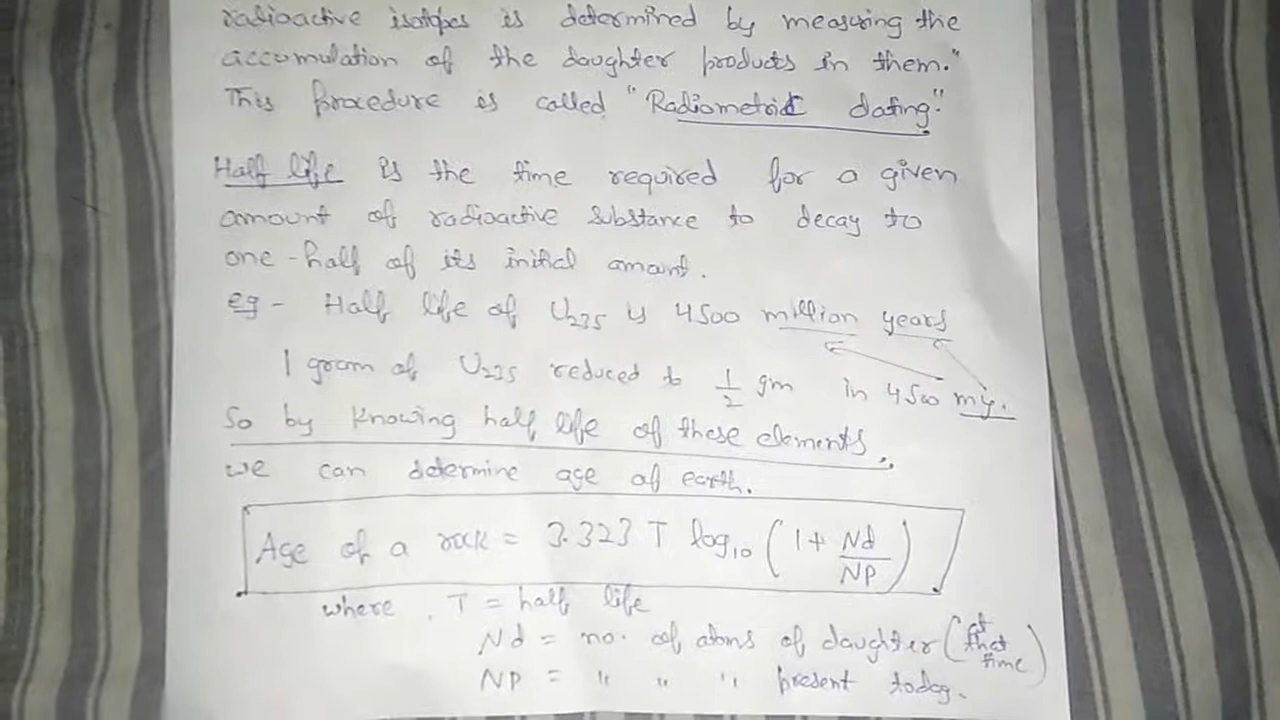 radioactive isotopes is determined by measuring the
accumulation of the daughter products in them."
This procedure is called "Radiometric dating."
Half life is the time required for a given
amount of radioactive substance to decay to
one-half of its initial amount.
eg - Half life of U235 is 4500 million years
1 gram of U235 reduced to 1/2 gm in 4500 my.
So by knowing half life of these elements,
we can determine age of earth.
Age of a rock = 3.323 T log10 (1 + Nd/NP)
where, T = half life
Nd = no. of atoms of daughter (at that time)
NP = " " " present today.